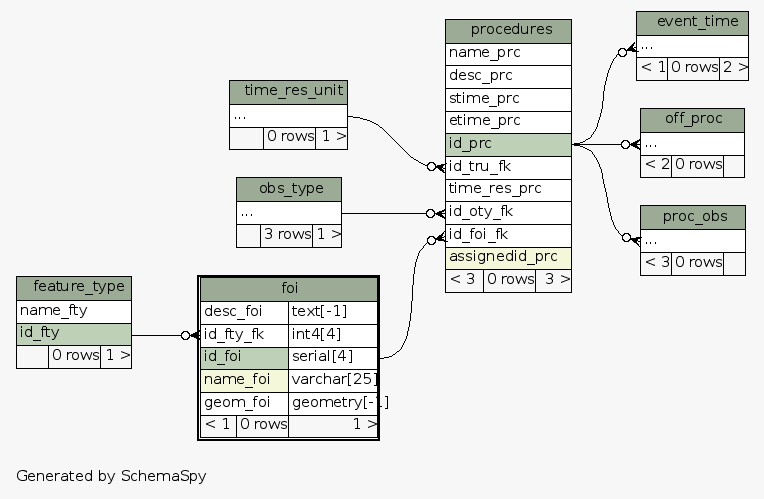 event_time
...
< 1 0 rows 2 >
procedures
name_prc
desc_prc
stime_prc
etime_prc
id_prc
id_tru_fk
time_res_prc
id_oty_fk
id_foi_fk
assignedid_prc
< 3 0 rows 3 >
time_res_unit
...
0 rows 1 >
off_proc
...
< 2 0 rows
obs_type
...
3 rows 1 >
proc_obs
...
< 3 0 rows
feature_type
name_fty
id_fty
0 rows 1 >
foi
desc_foi text[-1]
id_fty_fk int4[4]
id_foi serial[4]
name_foi varchar[25]
geom_foi geometry[-1]
< 1 0 rows 1 >
Generated by SchemaSpy